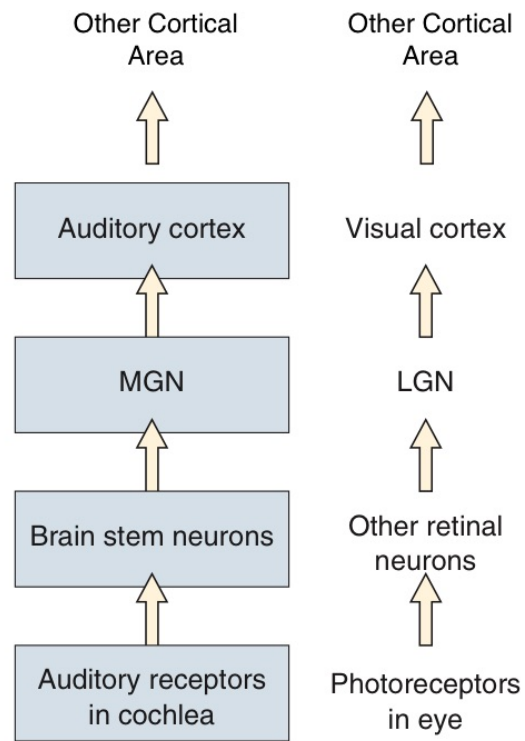 Other Cortical
Area
Auditory cortex
MGN
Brain stem neurons
Auditory receptors
in cochlea
Other Cortical
Area
Visual cortex
LGN
Other retinal
neurons
Photoreceptors
in eye